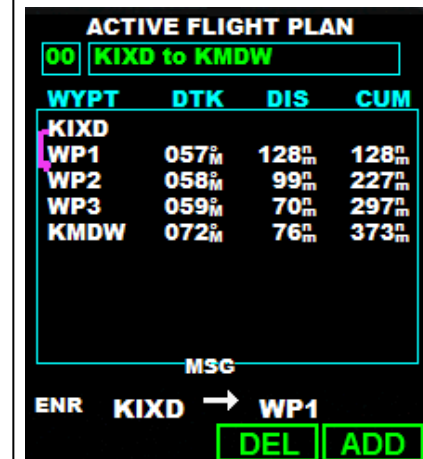 ACTIVE FLIGHT PLAN
00 KIXD to KMDW
WYPT DTK DIS CUM
KIXD
WP1 057°M 128nm 128nm
WP2 058°M 99nm 227nm
WP3 059°M 70nm 297nm
KMDW 072°M 76nm 373nm
MSG
ENR KIXD → WP1
DEL ADD